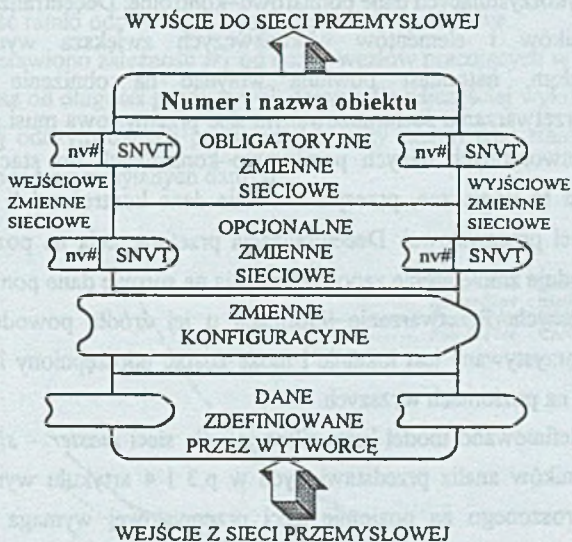 WYJŚCIE DO SIECI PRZEMYSŁOWEJ
Numer i nazwa obiektu
nv# SNVT
OBLIGATORYJNE
ZMIENNE
SIECIOWE
nv# SNVT
WEJŚCIOWE
ZMIENNE
SIECIOWE
WYJŚCIOWE
ZMIENNE
SIECIOWE
nv# SNVT
OPCJONALNE
ZMIENNE
SIECIOWE
nv# SNVT
ZMIENNE
KONFIGURACYJNE
DANE
ZDEFINIOWANE
PRZEZ WYTWÓRCĘ
WEJŚCIE Z SIECI PRZEMYSŁOWEJ